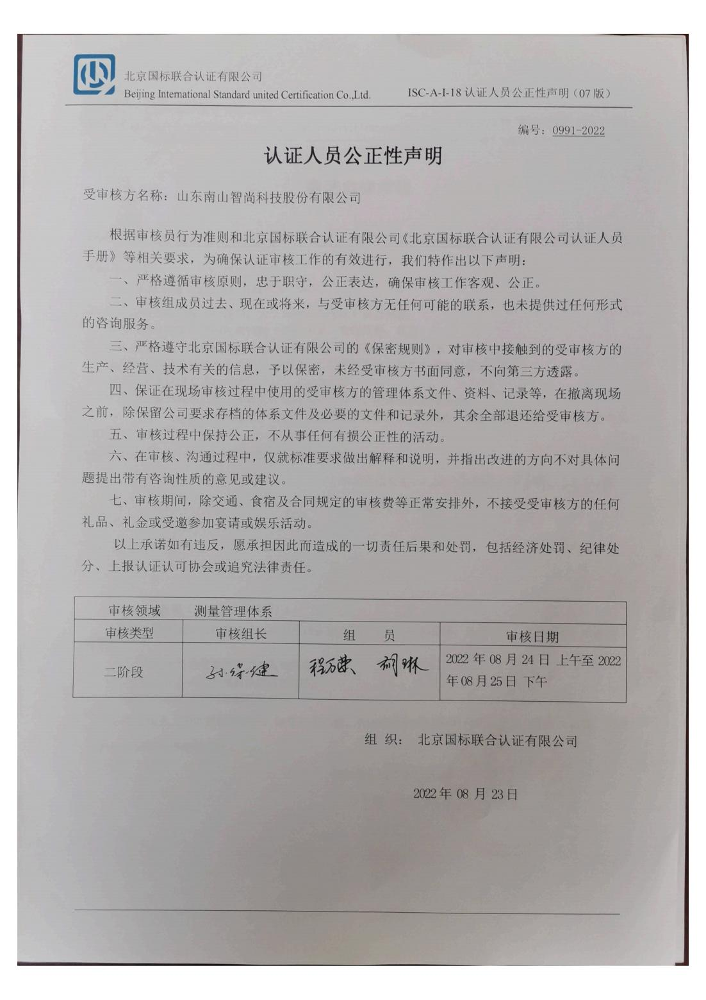 北京国标联合认证有限公司
Beijing International Standard united Certification Co.,Ltd.
ISC-A-I-18 认证人员公正性声明（07 版）
编号：0991-2022
认证人员公正性声明
受审核方名称：山东南山智尚科技股份有限公司
根据审核员行为准则和北京国标联合认证有限公司《北京国标联合认证有限公司认证人员
手册》等相关要求，为确保认证审核工作的有效进行，我们特作出以下声明：
一、严格遵循审核原则，忠于职守，公正表达，确保审核工作客观、公正。
二、审核组成员过去、现在或将来，与受审核方无任何可能的联系，也未提供过任何形式
的咨询服务。
三、严格遵守北京国标联合认证有限公司的《保密规则》，对审核中接触到的受审核方的
生产、经营、技术有关的信息，予以保密，未经受审核方书面同意，不向第三方透露。
四、保证在现场审核过程中使用的受审核方的管理体系文件、资料、记录等，在撤离现场
之前，除保留公司要求存档的体系文件及必要的文件和记录外，其余全部退还给受审核方。
五、审核过程中保持公正，不从事任何有损公正性的活动。
六、在审核、沟通过程中，仅就标准要求做出解释和说明，并指出改进的方向不对具体问
题提出带有咨询性质的意见或建议。
七、审核期间，除交通、食宿及合同规定的审核费等正常安排外，不接受受审核方的任何
礼品、礼金或受邀参加宴请或娱乐活动。
以上承诺如有违反，愿承担因此而造成的一切责任后果和处罚，包括经济处罚、纪律处
分、上报认证认可协会或追究法律责任。
审核领域 测量管理体系
审核类型 审核组长 组 员 审核日期
二阶段 程万荣 胡琳 2022 年 08 月 24 日 上午至 2022
年 08 月 25 日 下午
组 织： 北京国标联合认证有限公司
2022 年 08 月 23 日